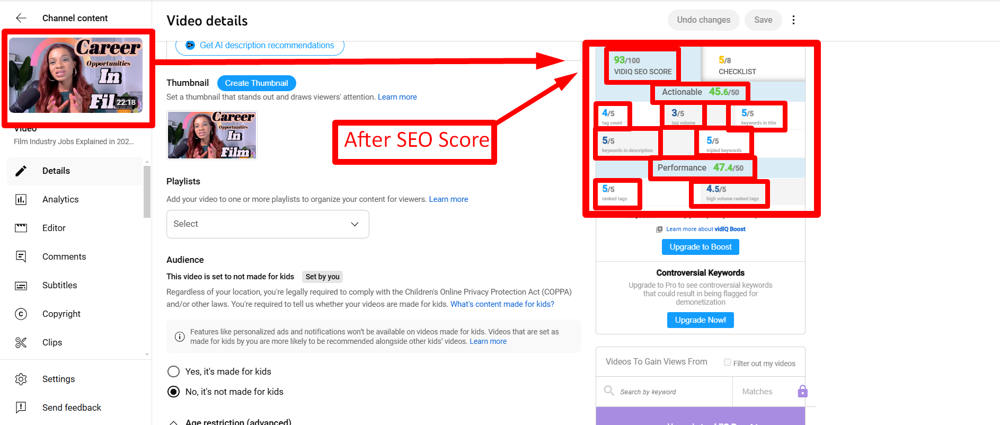 Channel content
Career
Opportunities
In
Film
22:18
Video
Film Industry Jobs Explained in 202...
Details
Analytics
Editor
Comments
Subtitles
Copyright
Clips
Settings
Send feedback
Video details
Undo changes
Save
Get AI description recommendations
Thumbnail
Create Thumbnail
Set a thumbnail that stands out and draws viewers' attention. Learn more
Career
Opportunities
In
Film
After SEO Score
Playlists
Add your video to one or more playlists to organize your content for viewers. Learn more
Select
Audience
This video is set to not made for kids Set by you
Regardless of your location, you're legally required to comply with the Children's Online Privacy Protection Act (COPPA)
and/or other laws. You're required to tell us whether your videos are made for kids. What's content made for kids?
Features like personalized ads and notifications won't be available on videos made for kids. Videos that are set as
made for kids by you are more likely to be recommended alongside other kids' videos. Learn more
Yes, it's made for kids
No, it's not made for kids
Age restriction (advanced)
93/100
VIDIQ SEO SCORE
5/8
CHECKLIST
Actionable 45.6/50
4/5
tag count
3/5
tag volume
5/5
keywords in title
5/5
keywords in description
5/5
tripled keywords
Performance 47.4/50
5/5
ranked tags
4.5/5
high volume ranked tags
Learn more about vidIQ Boost
Upgrade to Boost
Controversial Keywords
Upgrade to Pro to see controversial keywords
that could result in being flagged for
demonetization
Upgrade Now!
Videos To Gain Views From
Filter out my videos
Search by keyword
Matches